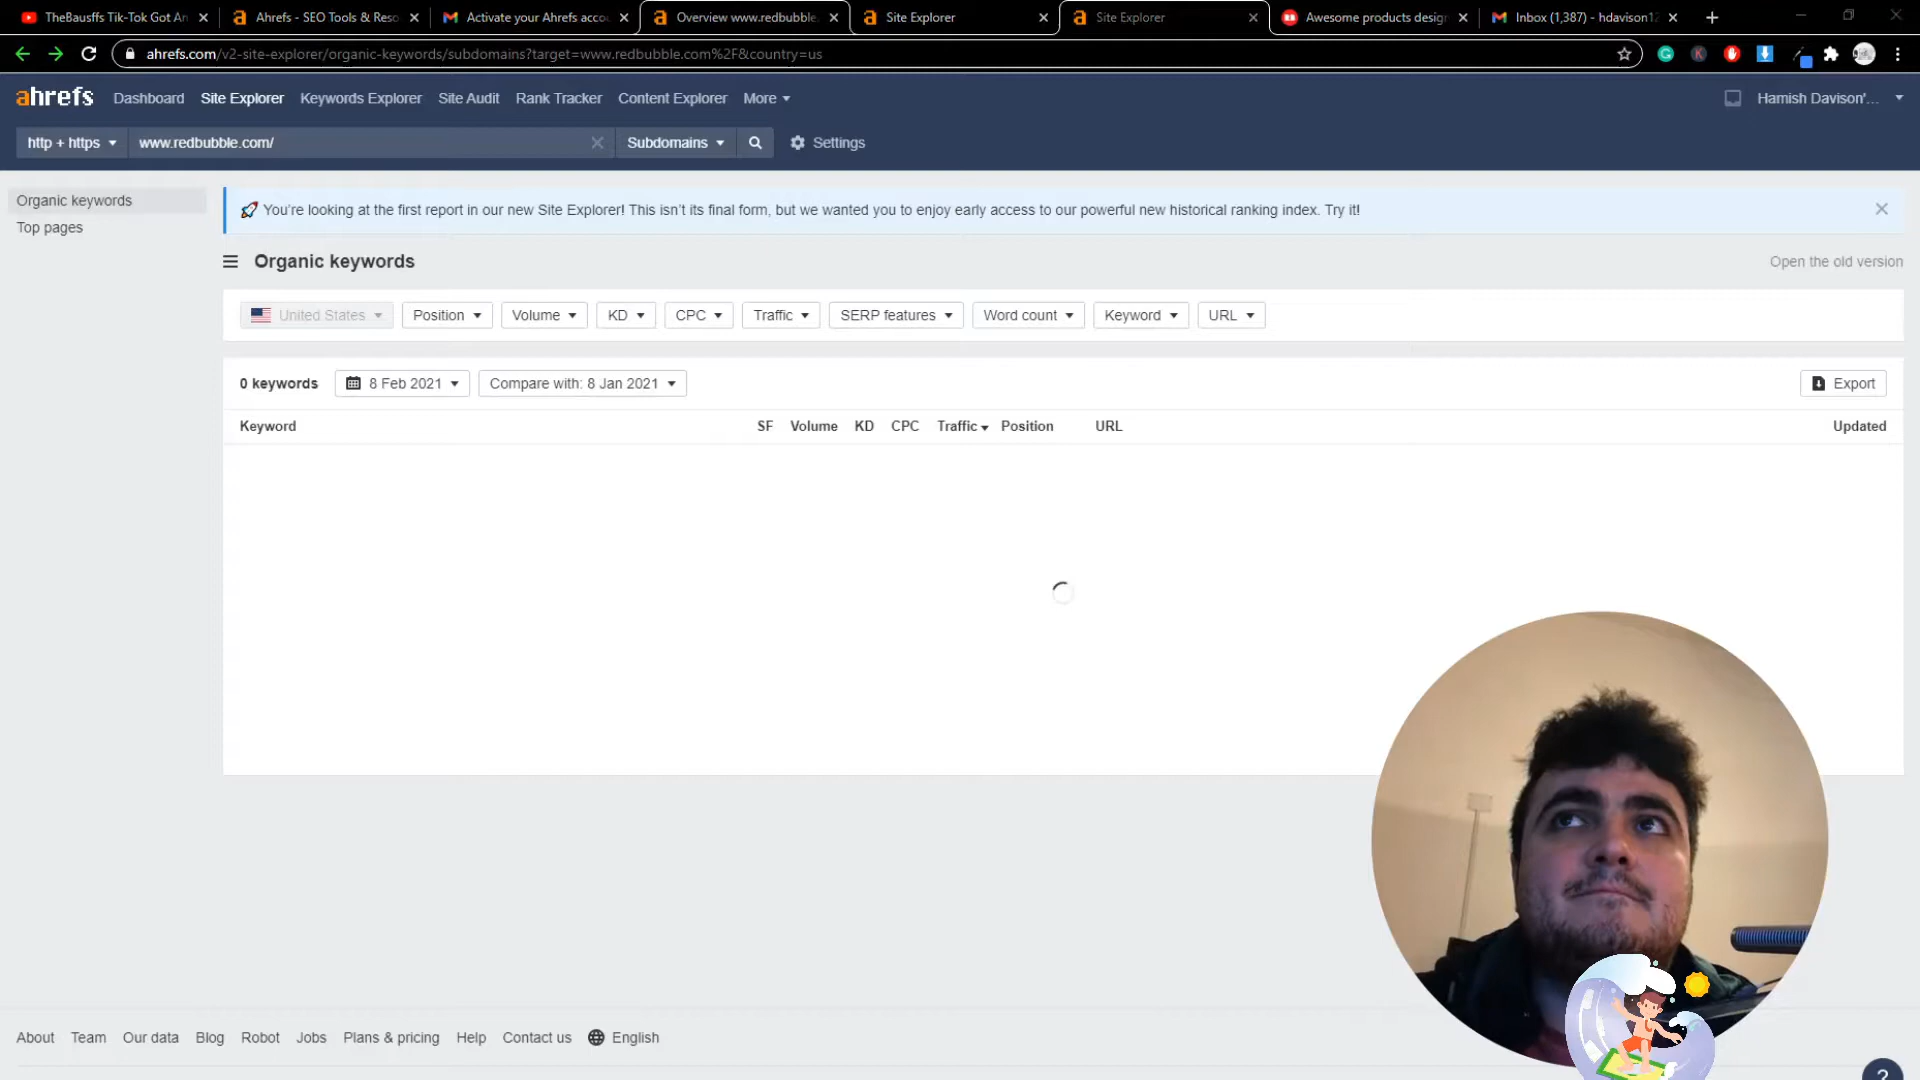 TheBausffs Tik-Tok Got An
Ahrefs - SEO Tools & Reso
Activate your Ahrefs accou
Overview www.redbubble.
Site Explorer
Site Explorer
Awesome products design
Inbox (1,387) - hdavison12
ahrefs.com/v2-site-explorer/organic-keywords/subdomains?target=www.redbubble.com%2F&country=us
ahrefs Dashboard Site Explorer Keywords Explorer Site Audit Rank Tracker Content Explorer More
Hamish Davison'...
http + https www.redbubble.com/ Subdomains Settings
Organic keywords
Top pages
You're looking at the first report in our new Site Explorer! This isn't its final form, but we wanted you to enjoy early access to our powerful new historical ranking index. Try it!
Organic keywords
Open the old version
United States Position Volume KD CPC Traffic SERP features Word count Keyword URL
0 keywords 8 Feb 2021 Compare with: 8 Jan 2021 Export
Keyword SF Volume KD CPC Traffic Position URL Updated
About Team Our data Blog Robot Jobs Plans & pricing Help Contact us English
?